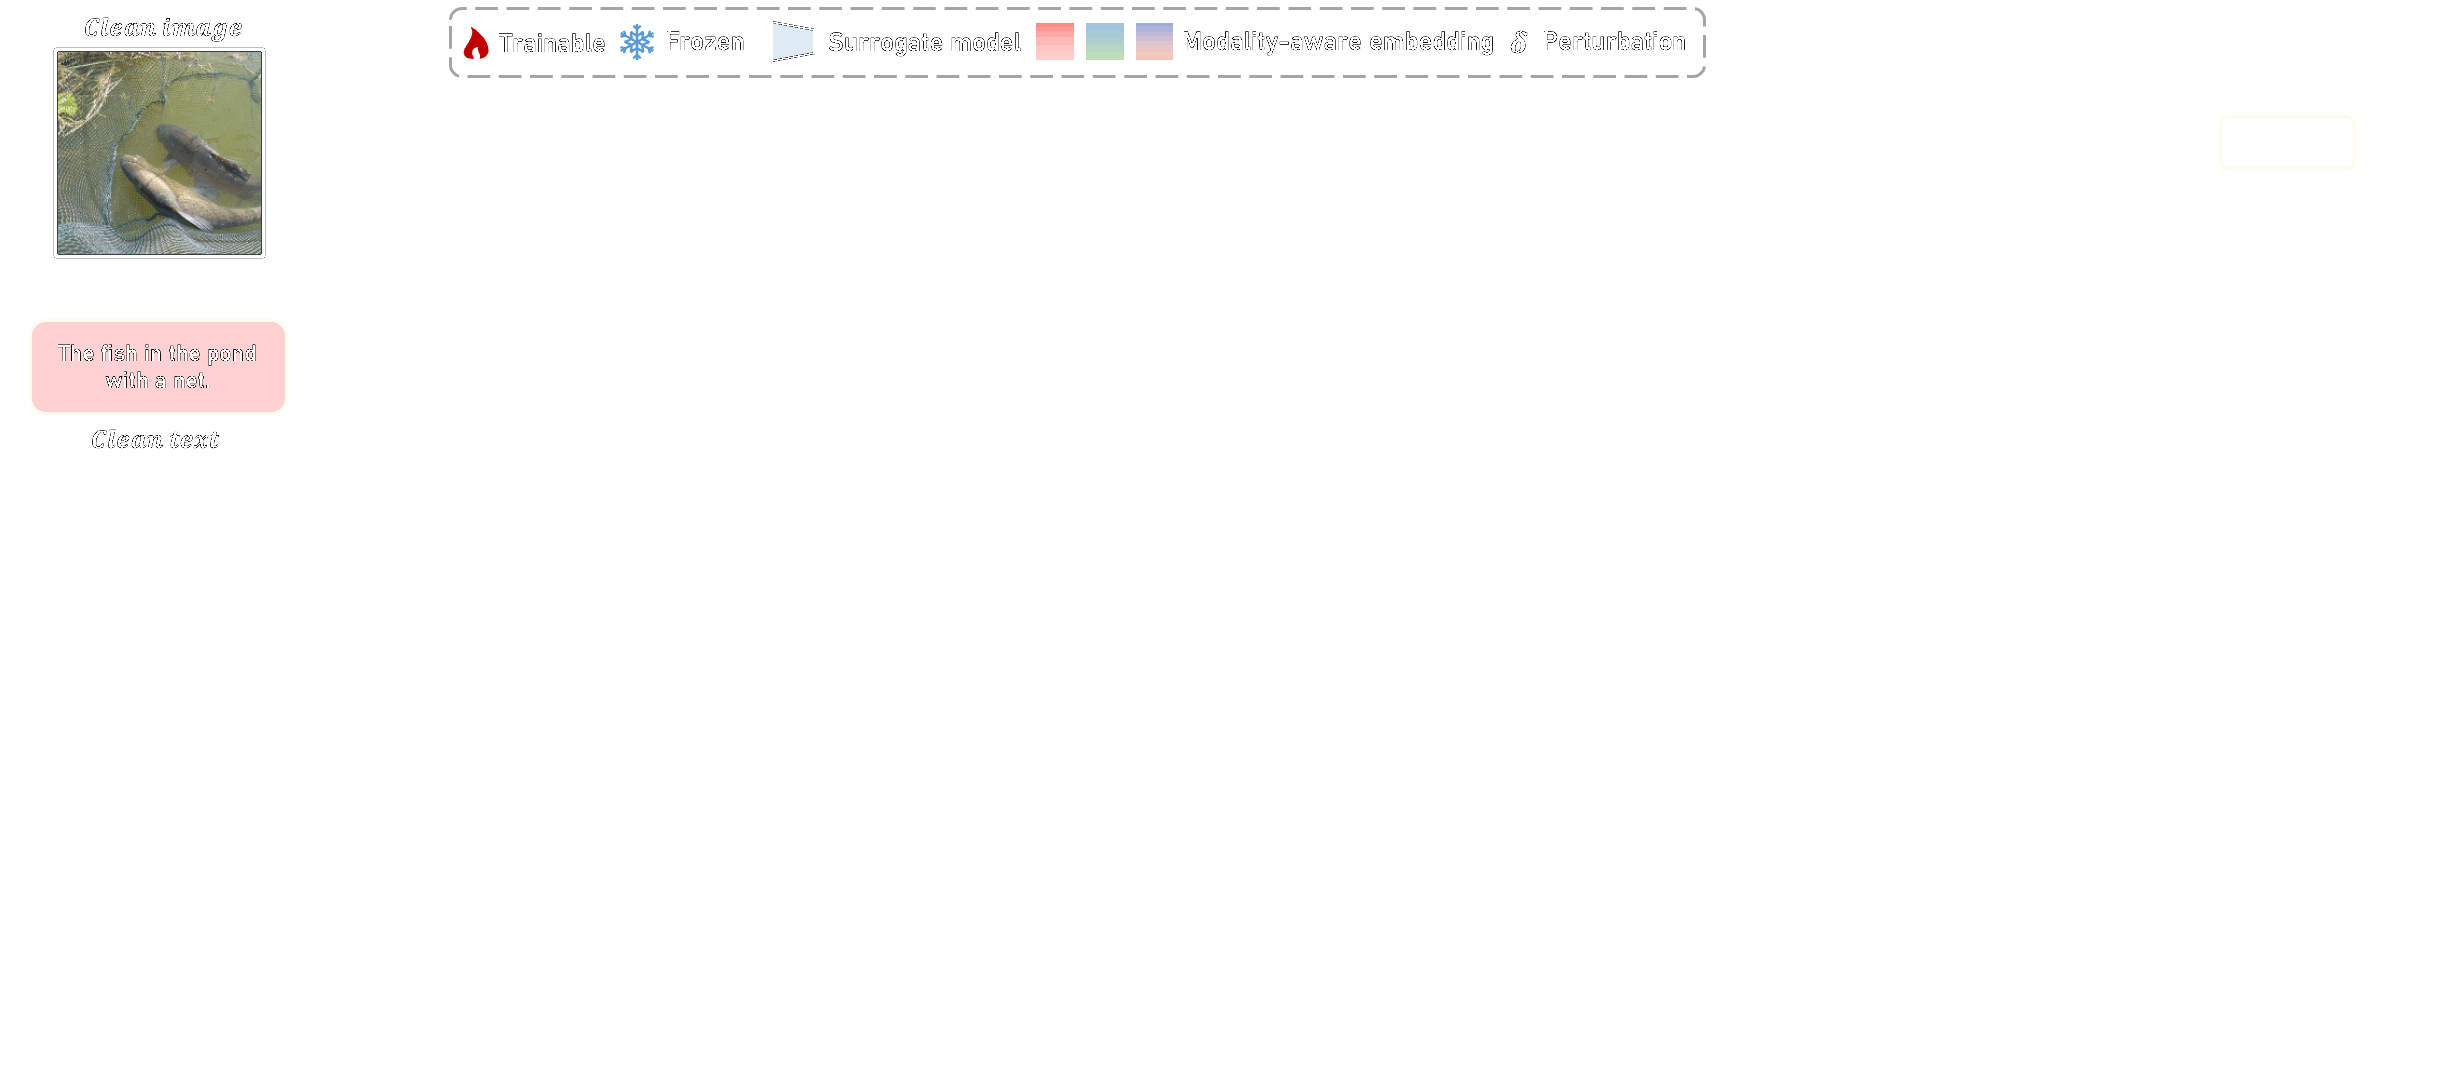 Clean image
Trainable Frozen Surrogate model Modality-aware embedding δ Perturbation
The fish in the pond
with a net.
Clean text